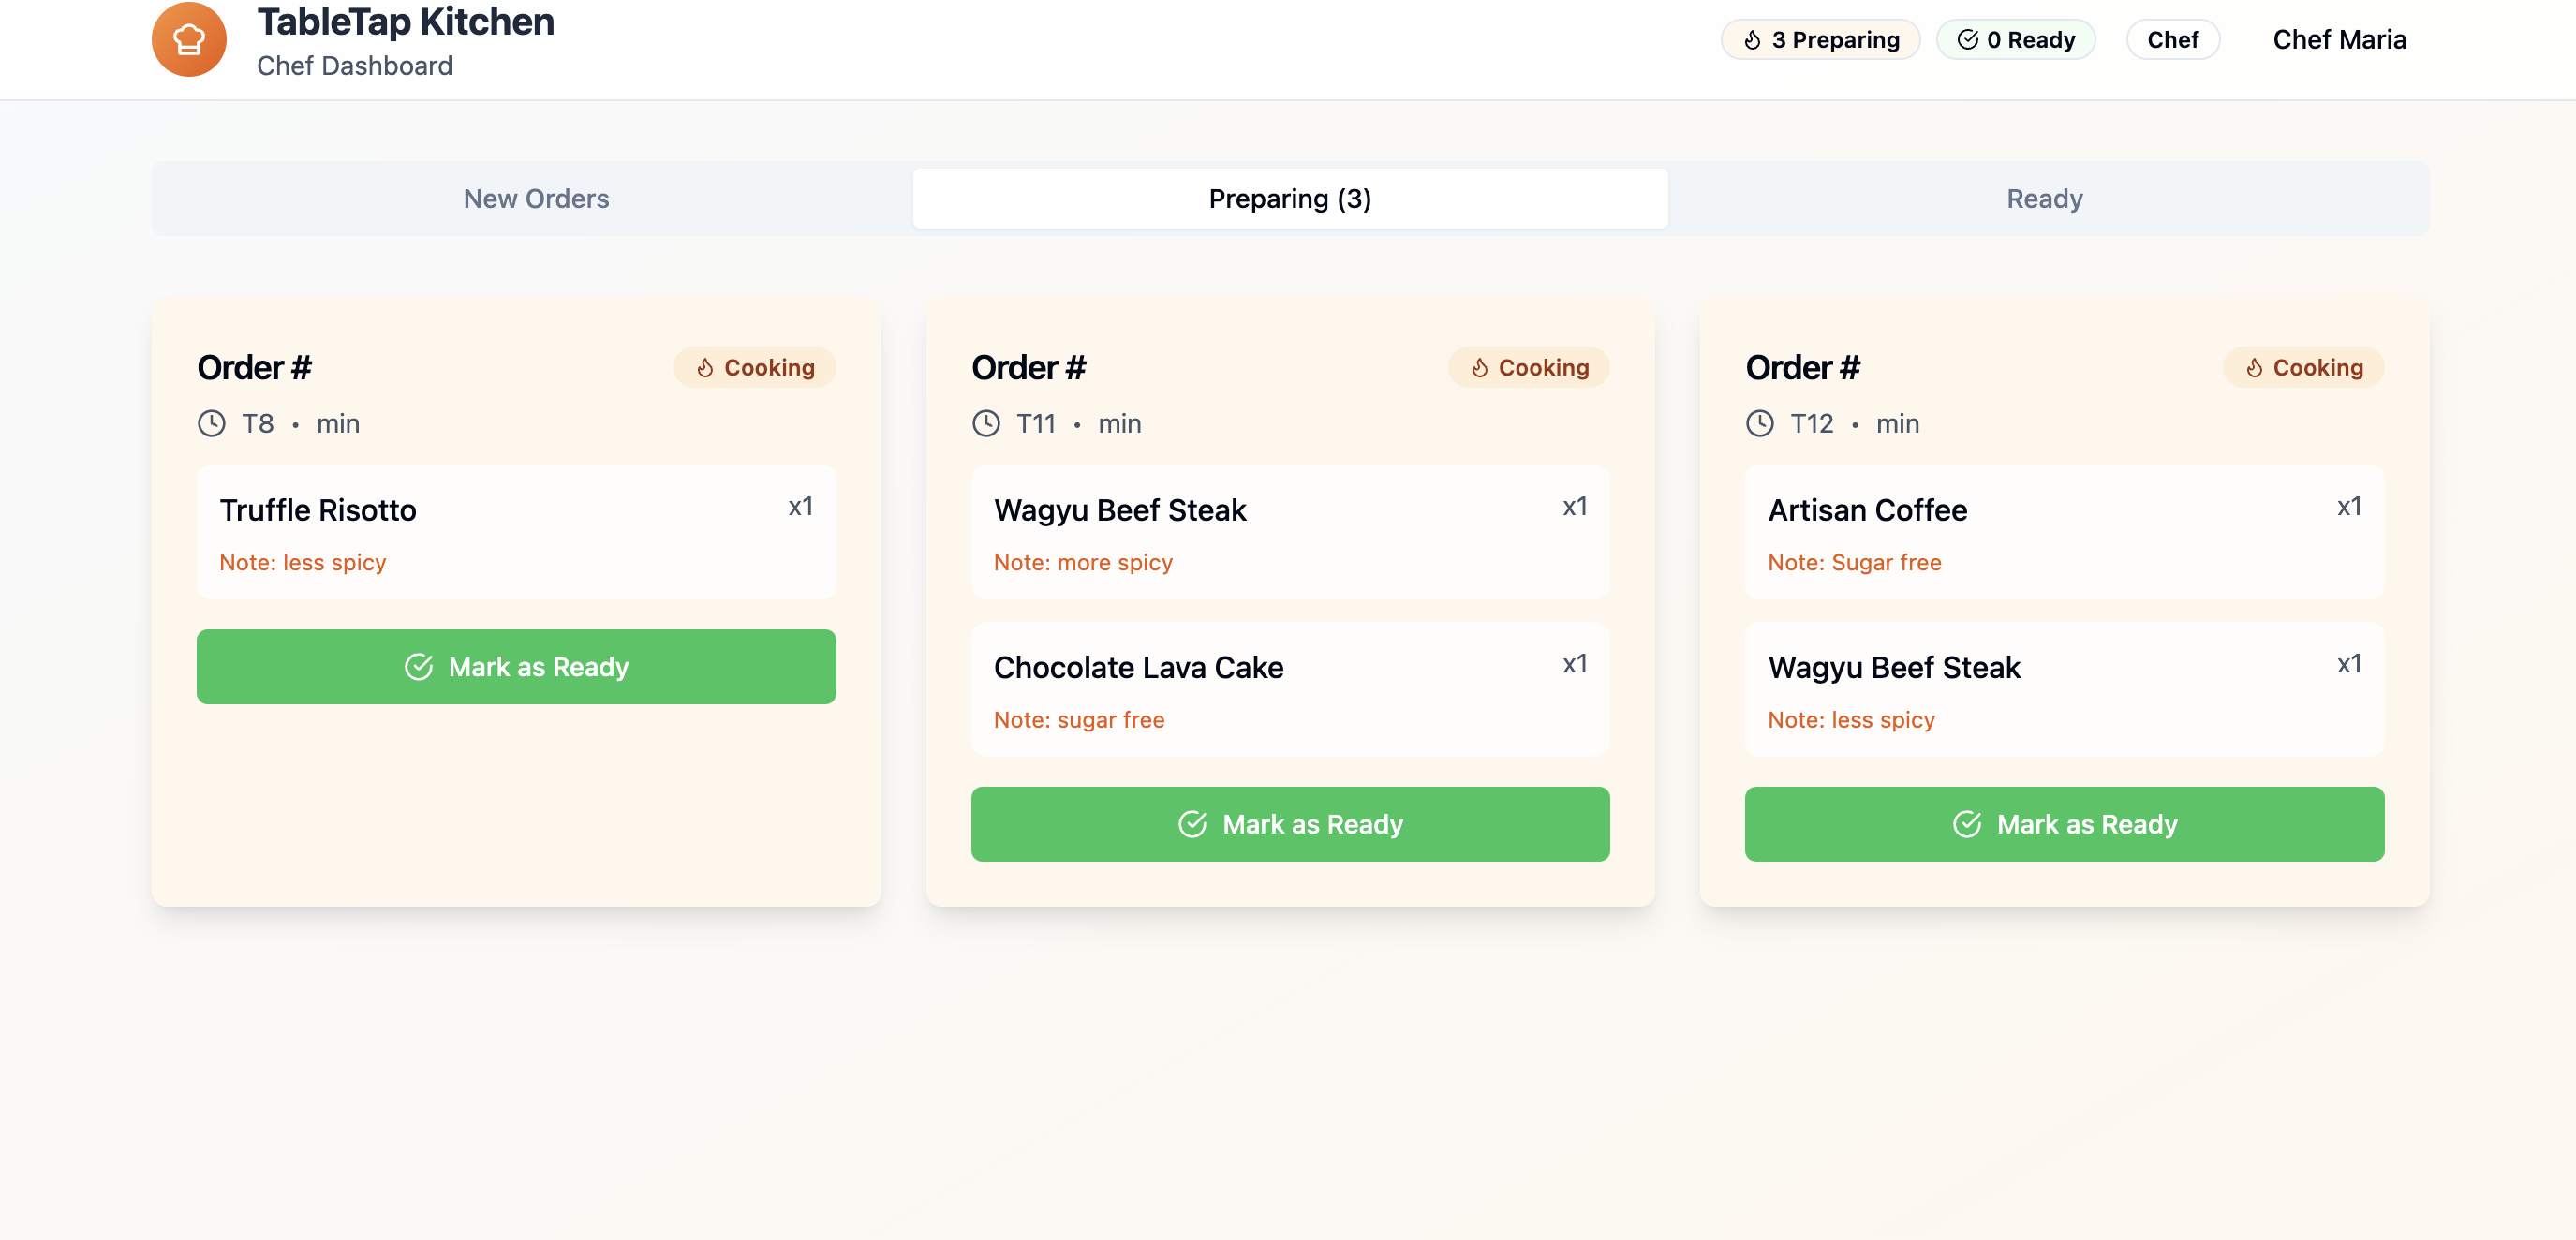 TableTap Kitchen
Chef Dashboard
3 Preparing
0 Ready
Chef
Chef Maria
New Orders
Preparing (3)
Ready
Order #
Cooking
T8 • min
Truffle Risotto
x1
Note: less spicy
Mark as Ready
Order #
Cooking
T11 • min
Wagyu Beef Steak
x1
Note: more spicy
Chocolate Lava Cake
x1
Note: sugar free
Mark as Ready
Order #
Cooking
T12 • min
Artisan Coffee
x1
Note: Sugar free
Wagyu Beef Steak
x1
Note: less spicy
Mark as Ready